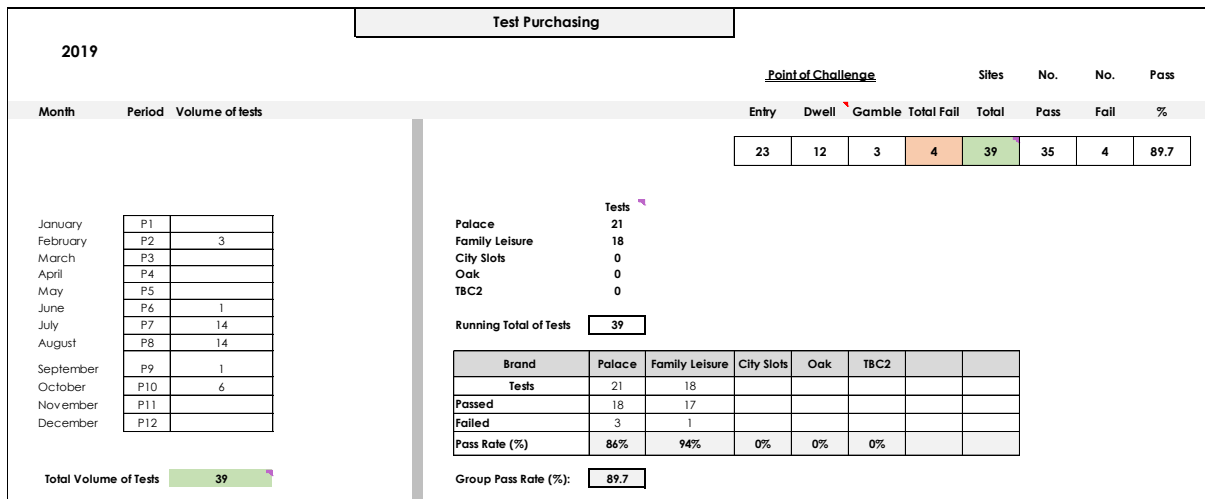 Test Purchasing
2019
Point of Challenge Sites No. No. Pass
Month Period Volume of tests Entry Dwell Gamble Total Fail Total Pass Fail %
23 12 3 4 39 35 4 89.7
Tests
January P1 Palace 21
February P2 3 Family Leisure 18
March P3 City Slots 0
April P4 Oak 0
May P5 TBC2 0
June P6 1
July P7 14 Running Total of Tests 39
August P8 14
September P9 1 Brand Palace Family Leisure City Slots Oak TBC2
October P10 6 Tests 21 18
November P11 Passed 18 17
December P12 Failed 3 1
Pass Rate (%) 86% 94% 0% 0% 0%
Total Volume of Tests 39 Group Pass Rate (%): 89.7